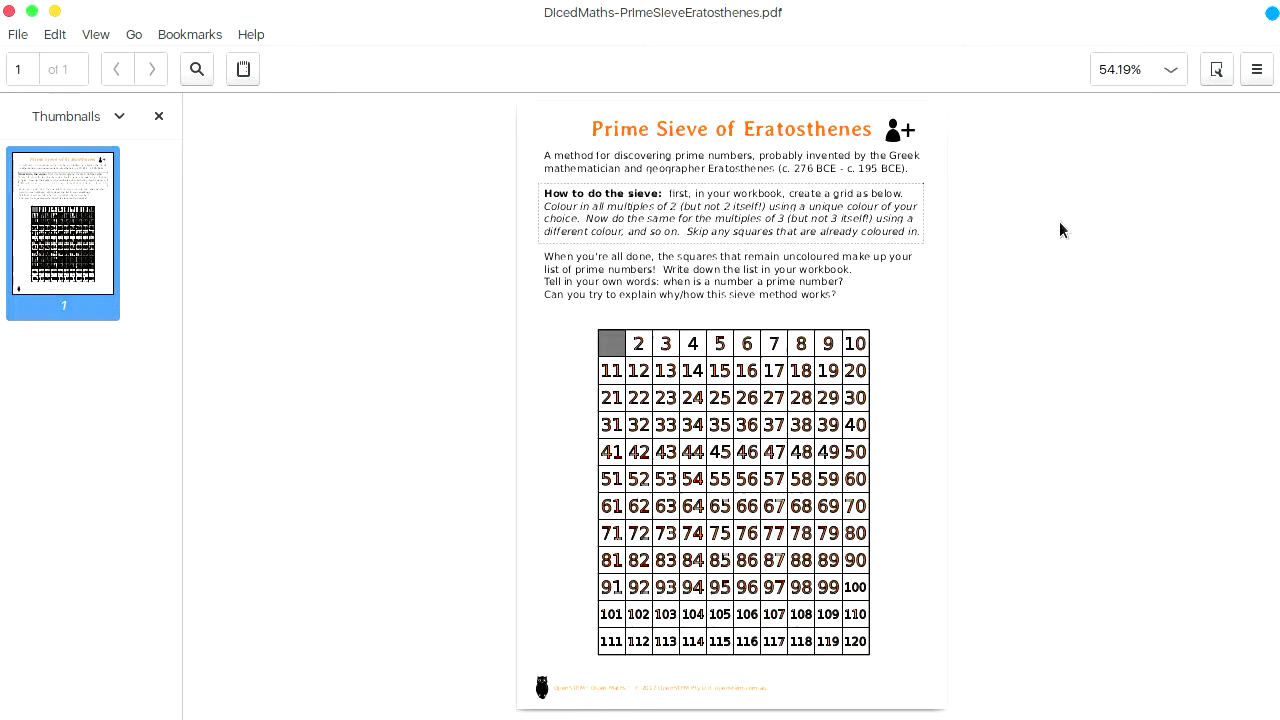 DicedMaths-PrimeSieveEratosthenes.pdf
File Edit View Go Bookmarks Help
1 of 1 54.19%
Thumbnails
1
Prime Sieve of Eratosthenes
A method for discovering prime numbers, probably invented by the Greek
mathematician and geographer Eratosthenes (c. 276 BCE - c. 195 BCE).
How to do the sieve: first, in your workbook, create a grid as below.
Colour in all multiples of 2 (but not 2 itself!) using a unique colour of your
choice. Now do the same for the multiples of 3 (but not 3 itself!) using a
different colour, and so on. Skip any squares that are already coloured in.
When you're all done, the squares that remain uncoloured make up your
list of prime numbers! Write down the list in your workbook.
Tell in your own words: when is a number a prime number?
Can you try to explain why/how this sieve method works?
2 3 4 5 6 7 8 9 10
11 12 13 14 15 16 17 18 19 20
21 22 23 24 25 26 27 28 29 30
31 32 33 34 35 36 37 38 39 40
41 42 43 44 45 46 47 48 49 50
51 52 53 54 55 56 57 58 59 60
61 62 63 64 65 66 67 68 69 70
71 72 73 74 75 76 77 78 79 80
81 82 83 84 85 86 87 88 89 90
91 92 93 94 95 96 97 98 99 100
101 102 103 104 105 106 107 108 109 110
111 112 113 114 115 116 117 118 119 120